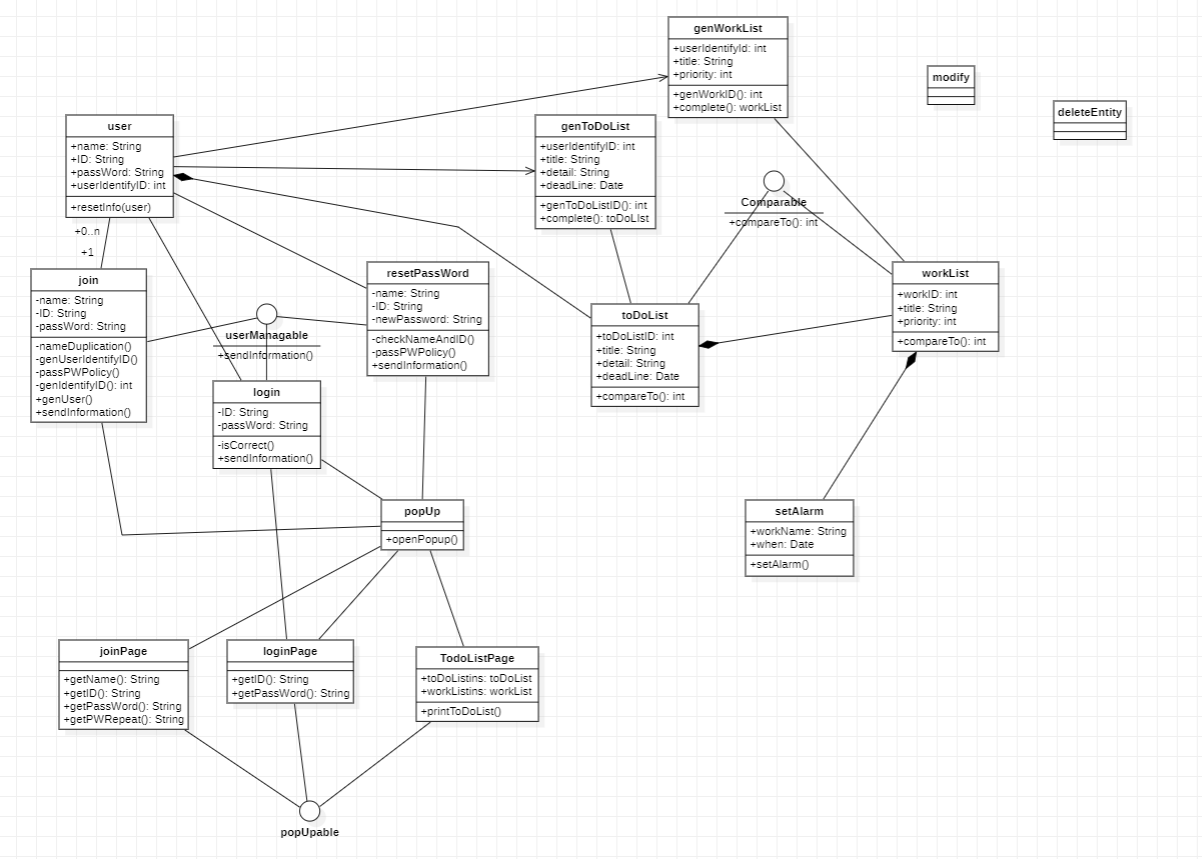 genWorkList
+userIdentifyId: int
+title: String
+priority: int
+genWorkID(): int
+complete(): workList
modify
deleteEntity
user
+name: String
+ID: String
+passWord: String
+userIdentifyID: int
+resetInfo(user)
genToDoList
+userIdentifyID: int
+title: String
+detail: String
+deadLine: Date
+genToDoListID(): int
+complete(): toDoLIst
Comparable
+compareTo(): int
+0..n
+1
join
-name: String
-ID: String
-passWord: String
-nameDuplication()
-genUserIdentifyID()
-passPWPolicy()
-genIdentifyID(): int
+genUser()
+sendInformation()
resetPassWord
-name: String
-ID: String
-newPassword: String
-checkNameAndID()
-passPWPolicy()
+sendInformation()
workList
+workID: int
+title: String
+priority: int
+compareTo(): int
userManagable
+sendInformation()
toDoList
+toDoListID: int
+title: String
+detail: String
+deadLine: Date
+compareTo(): int
login
-ID: String
-passWord: String
-isCorrect()
+sendInformation()
popUp
+openPopup()
setAlarm
+workName: String
+when: Date
+setAlarm()
joinPage
+getName(): String
+getID(): String
+getPassWord(): String
+getPWRepeat(): String
loginPage
+getID(): String
+getPassWord(): String
TodoListPage
+toDoListins: toDoList
+workListins: workList
+printToDoList()
popUpable